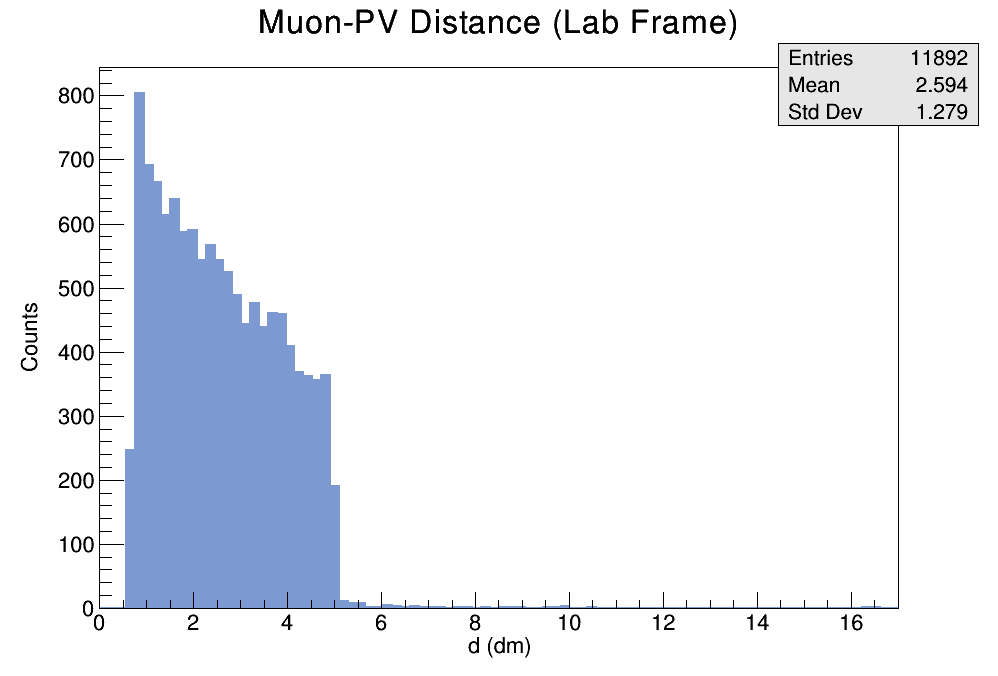 Muon-PV Distance (Lab Frame)
Entries 11892
Mean 2.594
Std Dev 1.279
800
700
600
500
400
300
200
100
0
Counts
0 2 4 6 8 10 12 14 16
d (dm)